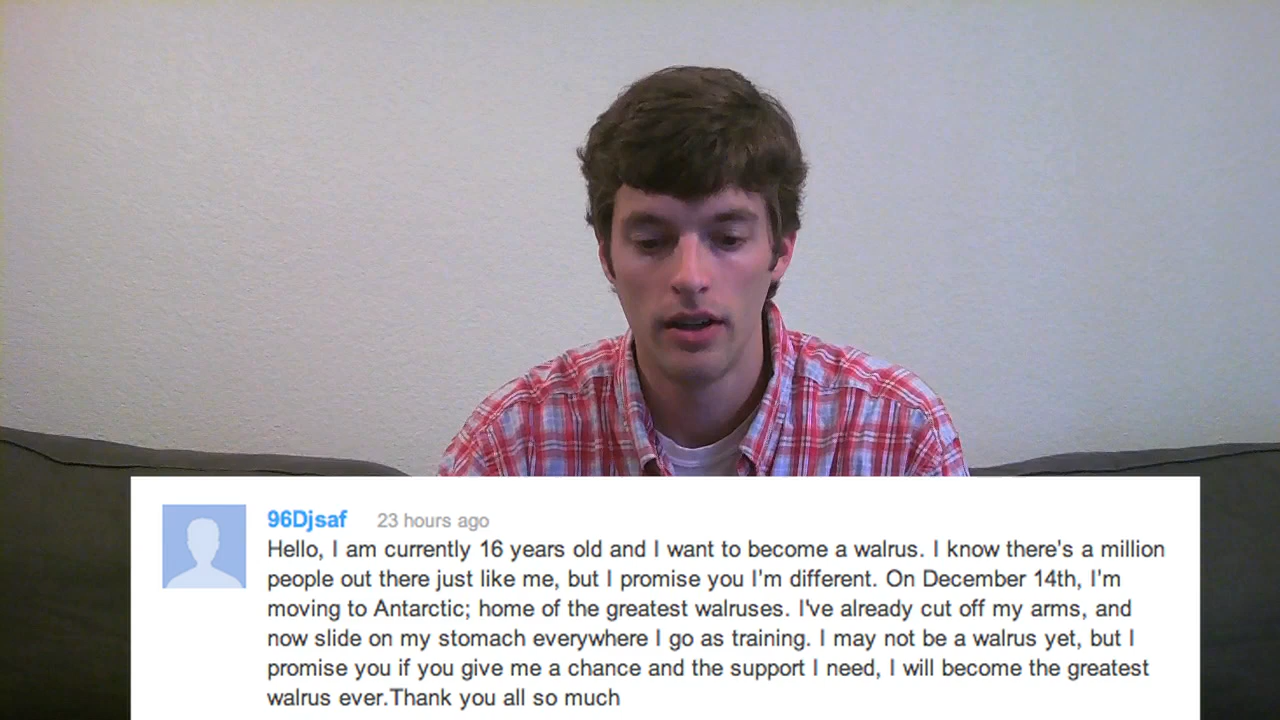 96Djsaf 23 hours ago
Hello, I am currently 16 years old and I want to become a walrus. I know there's a million
people out there just like me, but I promise you I'm different. On December 14th, I'm
moving to Antarctic; home of the greatest walruses. I've already cut off my arms, and
now slide on my stomach everywhere I go as training. I may not be a walrus yet, but I
promise you if you give me a chance and the support I need, I will become the greatest
walrus ever.Thank you all so much